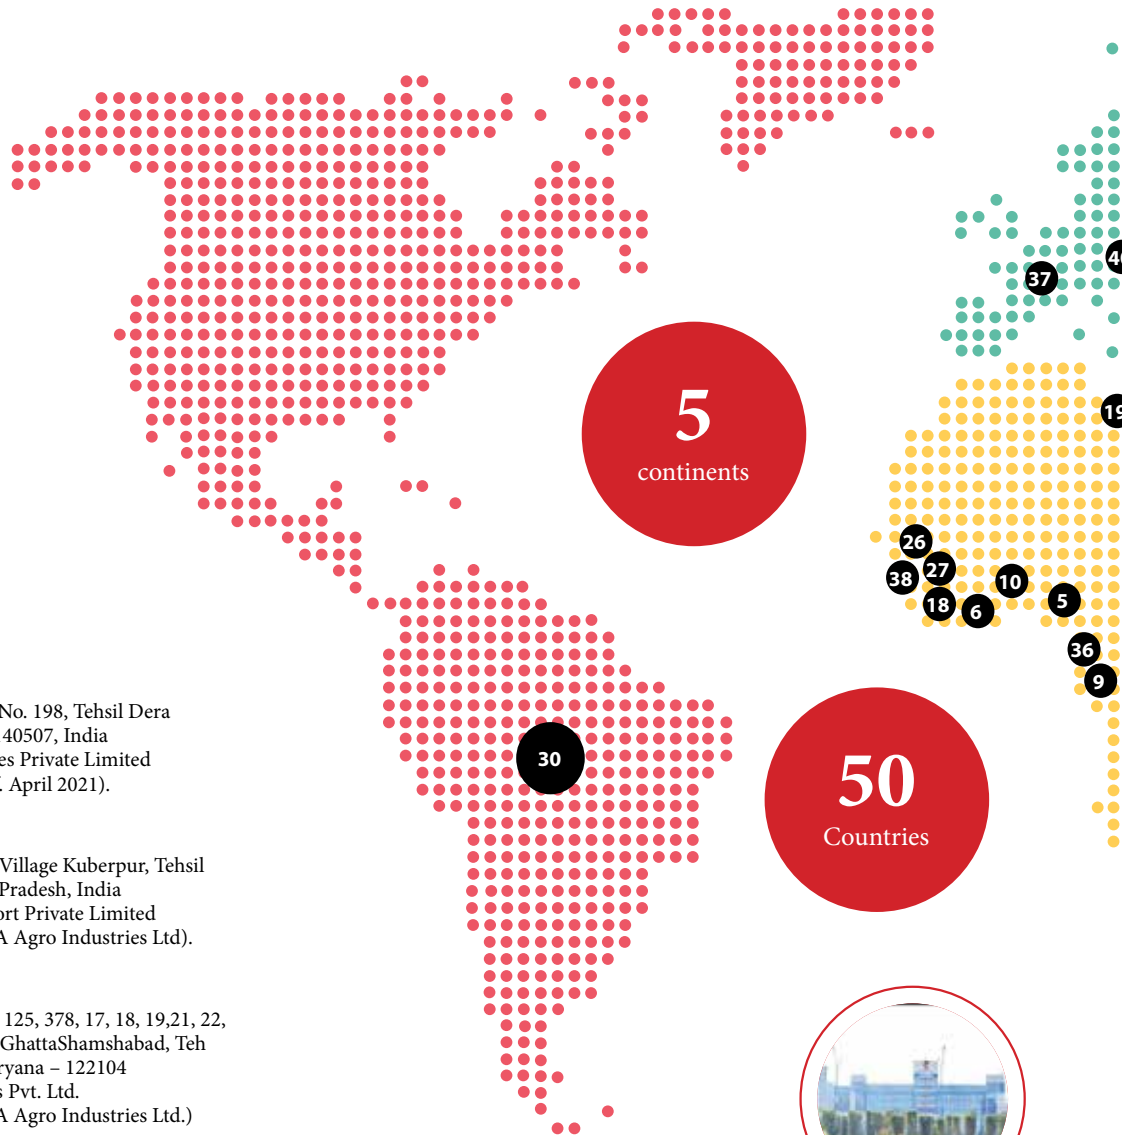 37
5
continents
19
26
27
38
10
18
6
5
36
9
No. 198, Tehsil Dera
40507, India
es Private Limited
April 2021).
30
50
Countries
Village Kuberpur, Tehsil
Pradesh, India
ort Private Limited
A Agro Industries Ltd).
125, 378, 17, 18, 19,21, 22,
GhattaShamshabad, Teh
ryana – 122104
s Pvt. Ltd.
A Agro Industries Ltd.)